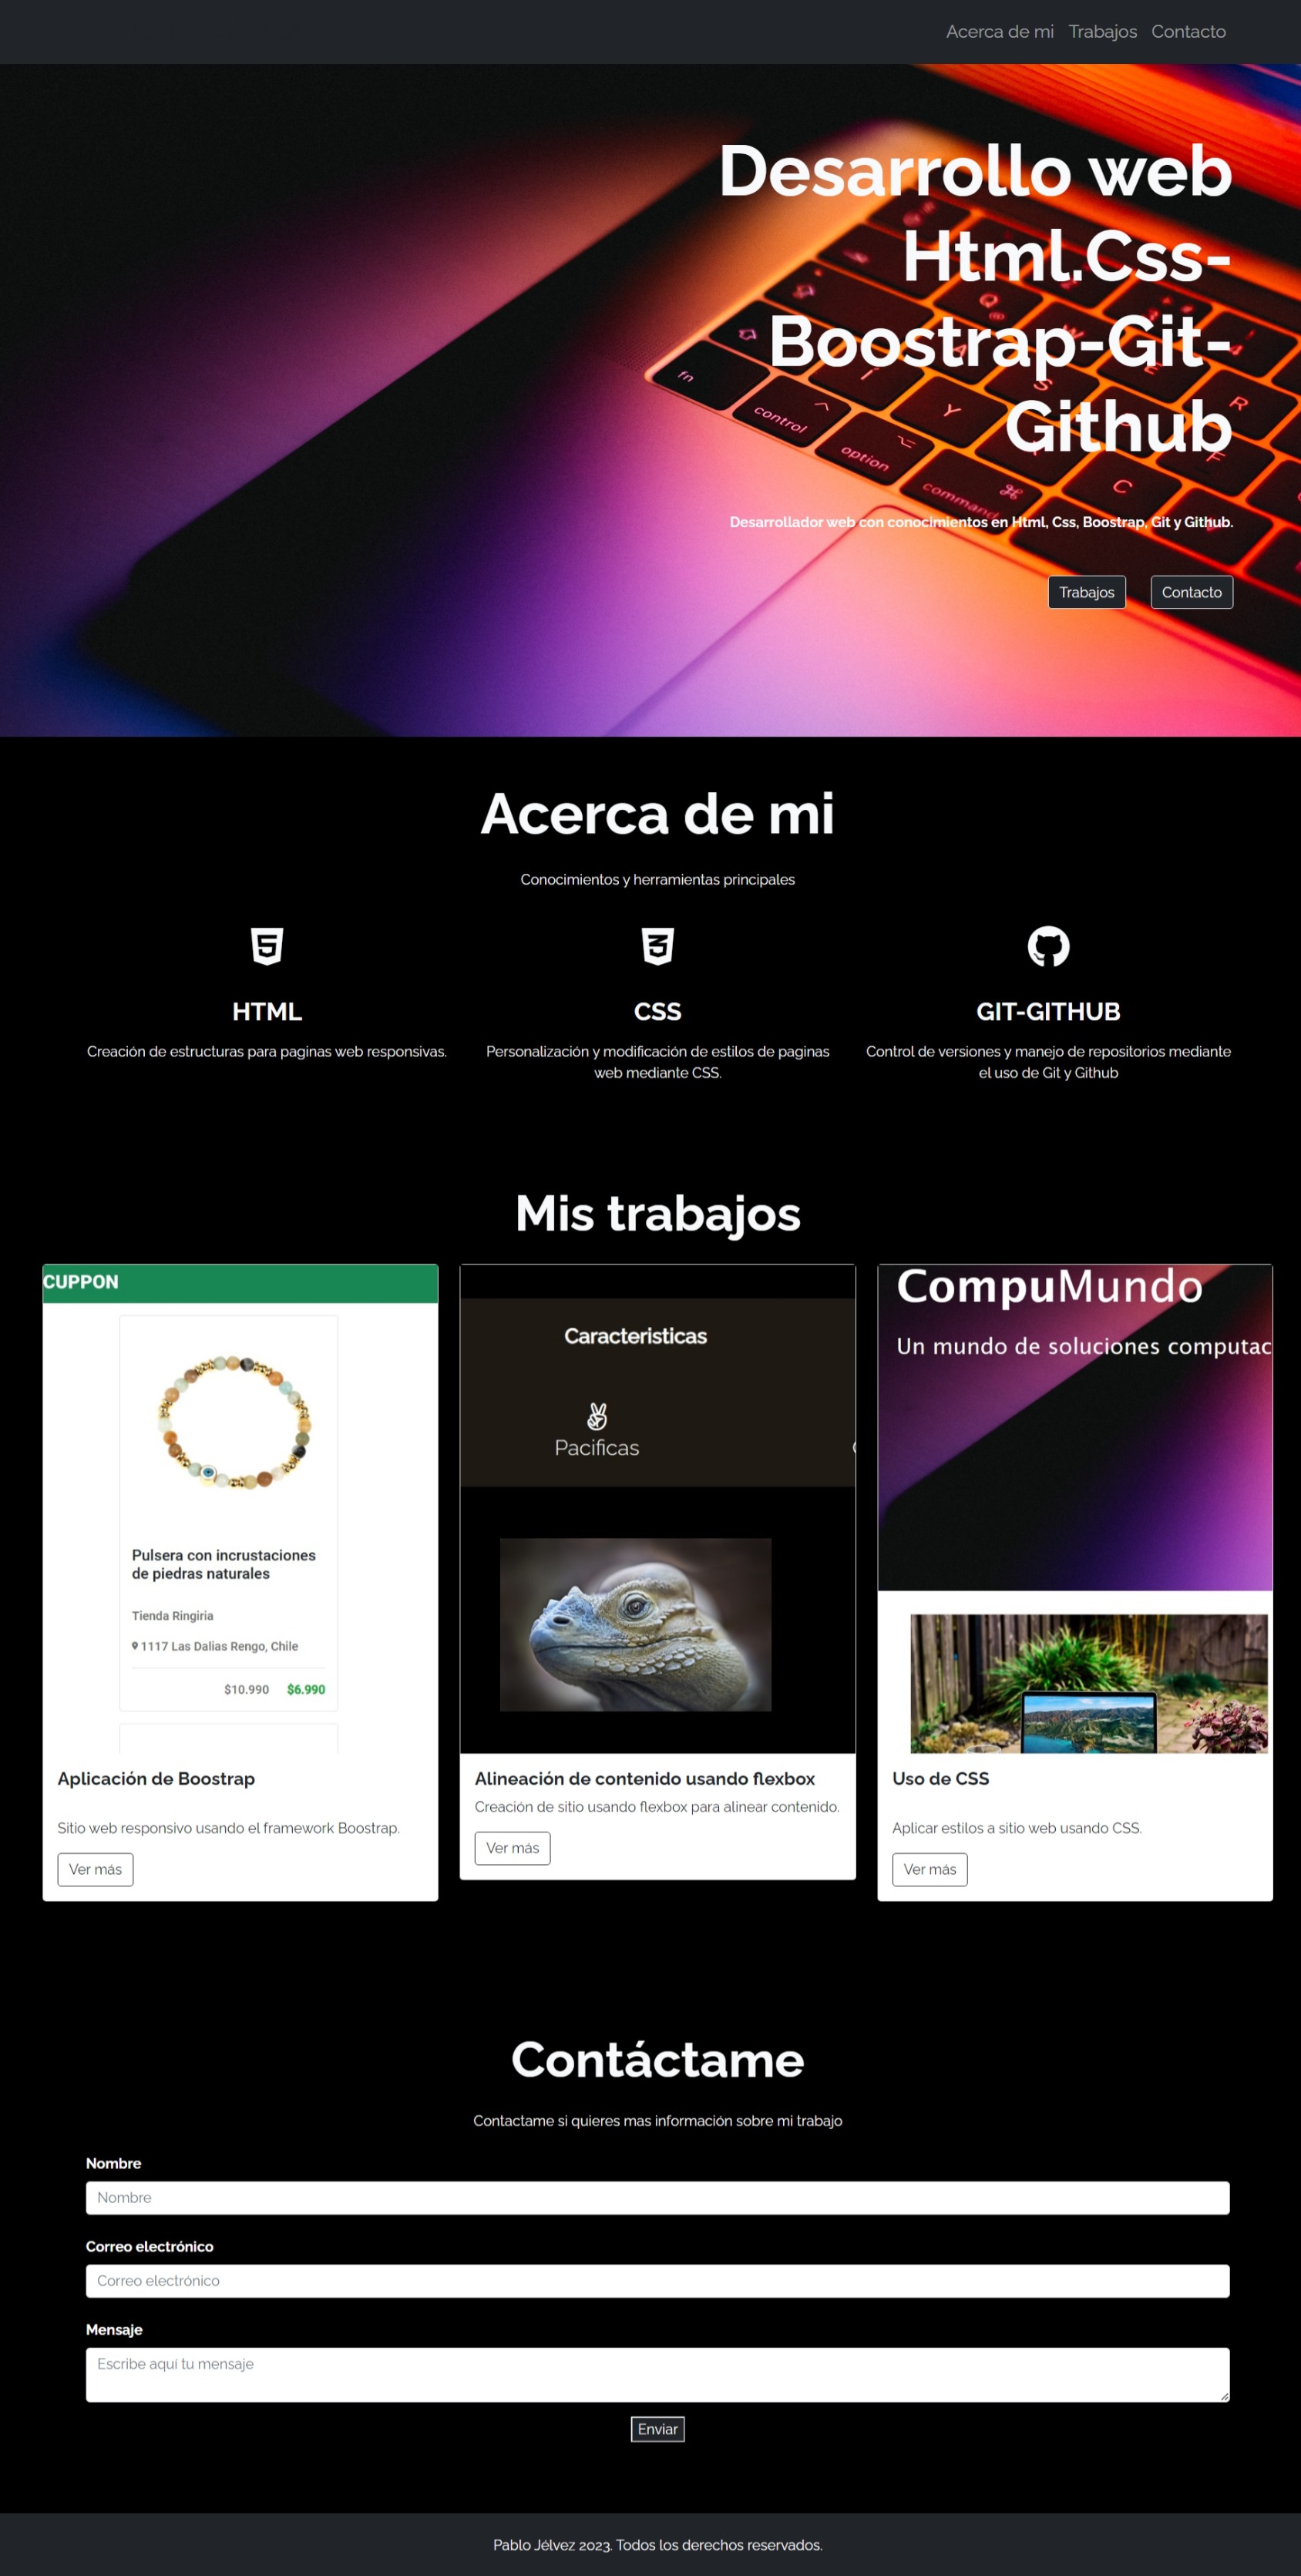 Acerca de mi Trabajos Contacto
Desarrollo web
Html.Css-
Boostrap-Git-
Github
fn
control
option
command
Desarrollador web con conocimientos en Html, Css, Boostrap, Git y Github.
Trabajos Contacto
Acerca de mi
Conocimientos y herramientas principales
HTML
Creación de estructuras para paginas web responsivas.
CSS
Personalización y modificación de estilos de paginas
web mediante CSS.
GIT-GITHUB
Control de versiones y manejo de repositorios mediante
el uso de Git y Github
Mis trabajos
CUPPON
Pulsera con incrustaciones
de piedras naturales
Tienda Ringiria
1117 Las Dalias Rengo, Chile
$10.990 $6.990
Aplicación de Boostrap
Sitio web responsivo usando el framework Boostrap.
Ver más
Caracteristicas
Pacificas
Alineación de contenido usando flexbox
Creación de sitio usando flexbox para alinear contenido.
Ver más
CompuMundo
Un mundo de soluciones computac
Uso de CSS
Aplicar estilos a sitio web usando CSS.
Ver más
Contáctame
Contactame si quieres mas información sobre mi trabajo
Nombre
Nombre
Correo electrónico
Correo electrónico
Mensaje
Escribe aquí tu mensaje
Enviar
Pablo Jélvez 2023. Todos los derechos reservados.